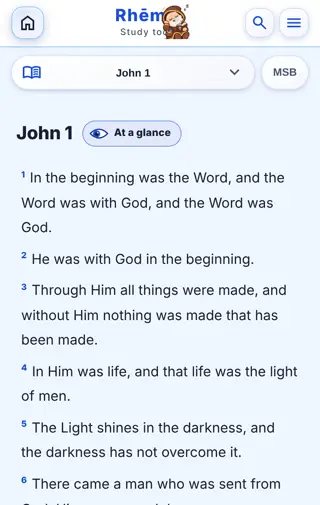 Rhēm
Study to
John 1
MSB
John 1
At a glance
1 In the beginning was the Word, and the
Word was with God, and the Word was
God.
2 He was with God in the beginning.
3 Through Him all things were made, and
without Him nothing was made that has
been made.
4 In Him was life, and that life was the light
of men.
5 The Light shines in the darkness, and
the darkness has not overcome it.
6 There came a man who was sent from